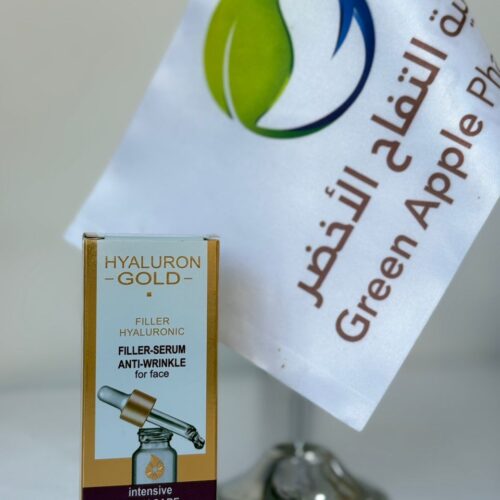 HYALURON
GOLD
FILLER
HYALURONIC
FILLER-SERUM
ANTI-WRINKLE
for face
intensive
التفاح الأخضر
Green Apple